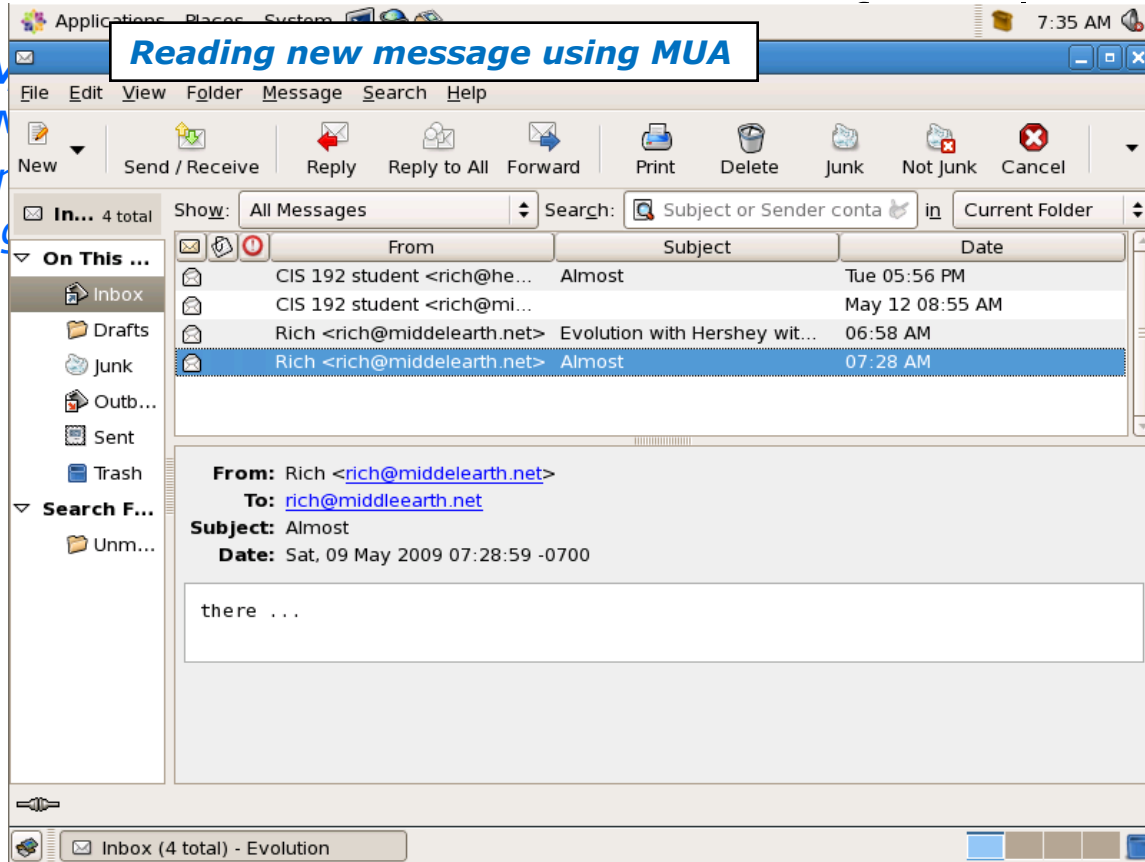 Applications Places System 7:35 AM
Reading new message using MUA
File Edit View Folder Message Search Help
New Send / Receive Reply Reply to All Forward Print Delete Junk Not Junk Cancel
In... 4 total Show: All Messages Search: Subject or Sender conta in Current Folder
On This ...
Inbox
Drafts
Junk
Outb...
Sent
Trash
Search F...
Unm...
From Subject Date
CIS 192 student <rich@he... Almost Tue 05:56 PM
CIS 192 student <rich@mi... May 12 08:55 AM
Rich <rich@middelearth.net> Evolution with Hershey wit... 06:58 AM
Rich <rich@middelearth.net> Almost 07:28 AM
From: Rich <rich@middelearth.net>
To: rich@middleearth.net
Subject: Almost
Date: Sat, 09 May 2009 07:28:59 -0700
there ...
Inbox (4 total) - Evolution